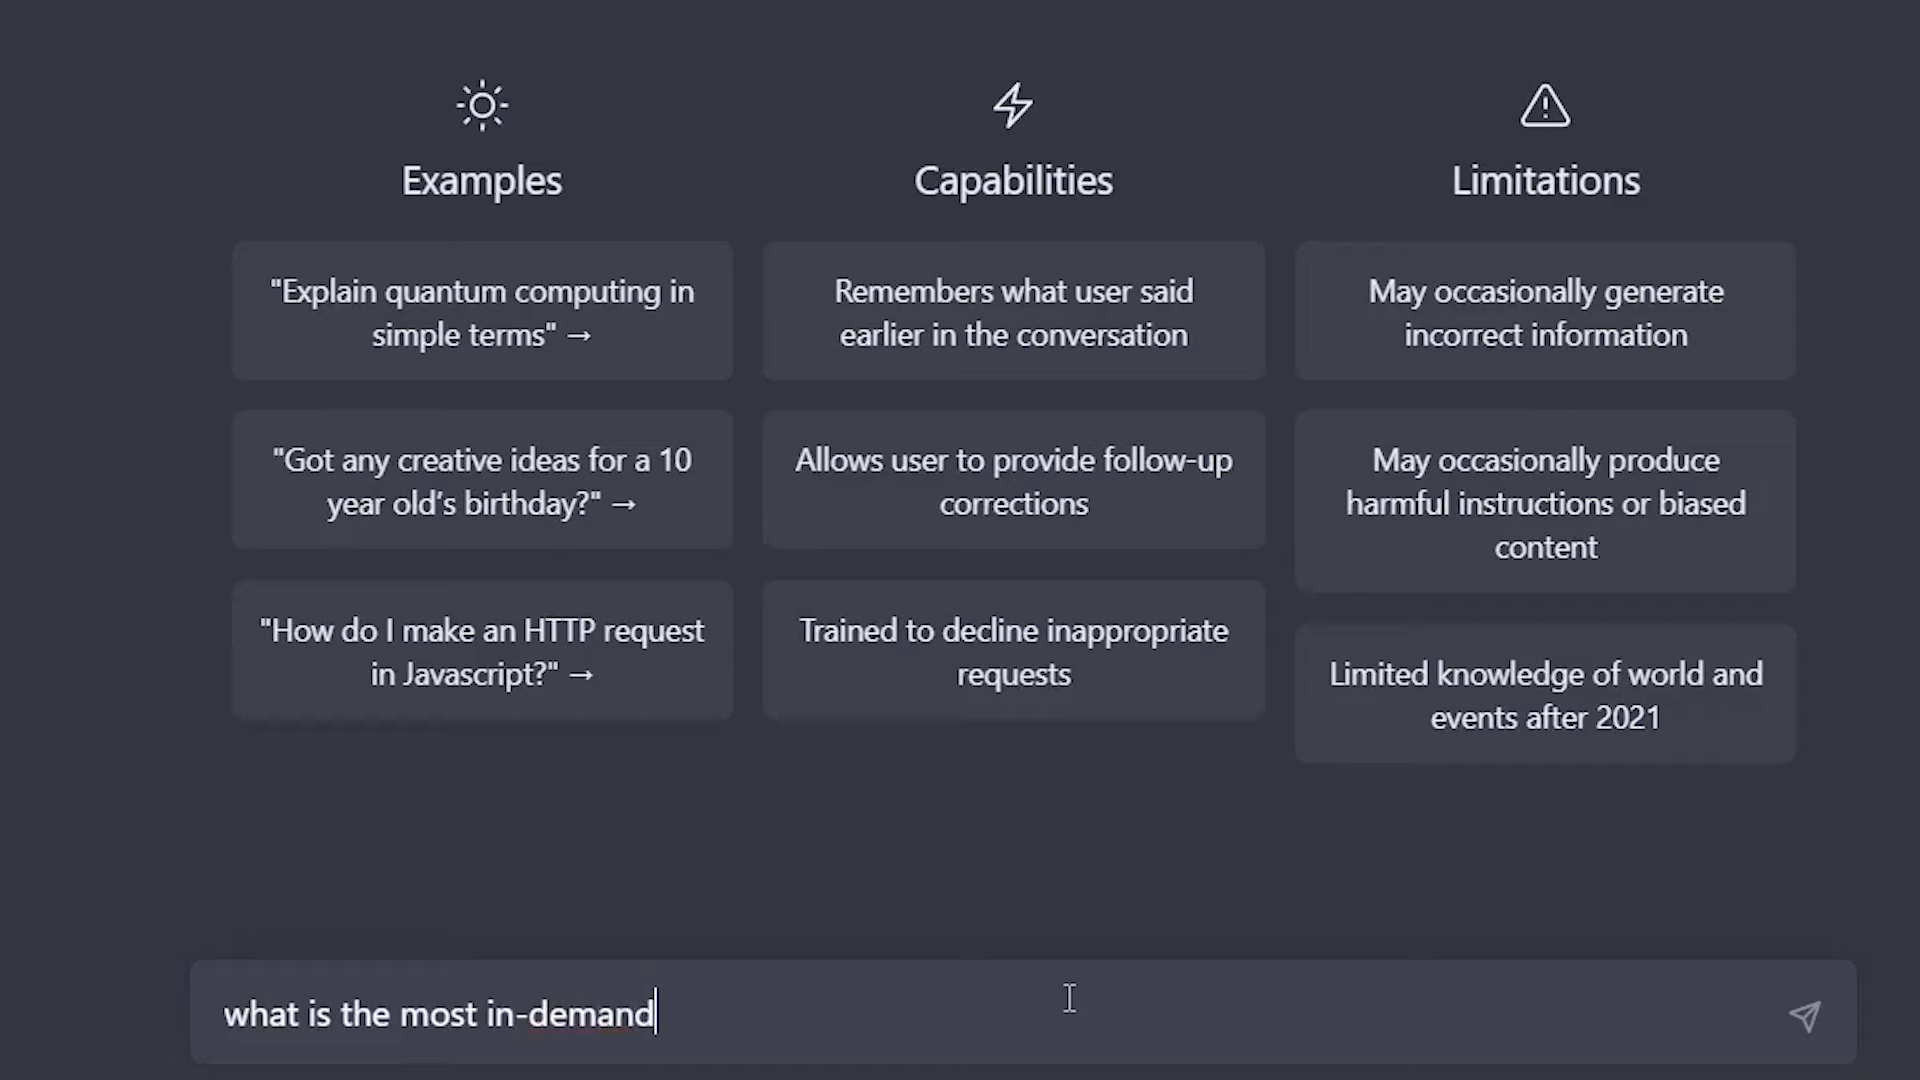 Examples
"Explain quantum computing in
simple terms" →
"Got any creative ideas for a 10
year old's birthday?" →
"How do I make an HTTP request
in Javascript?" →
Capabilities
Remembers what user said
earlier in the conversation
Allows user to provide follow-up
corrections
Trained to decline inappropriate
requests
Limitations
May occasionally generate
incorrect information
May occasionally produce
harmful instructions or biased
content
Limited knowledge of world and
events after 2021
what is the most in-demand